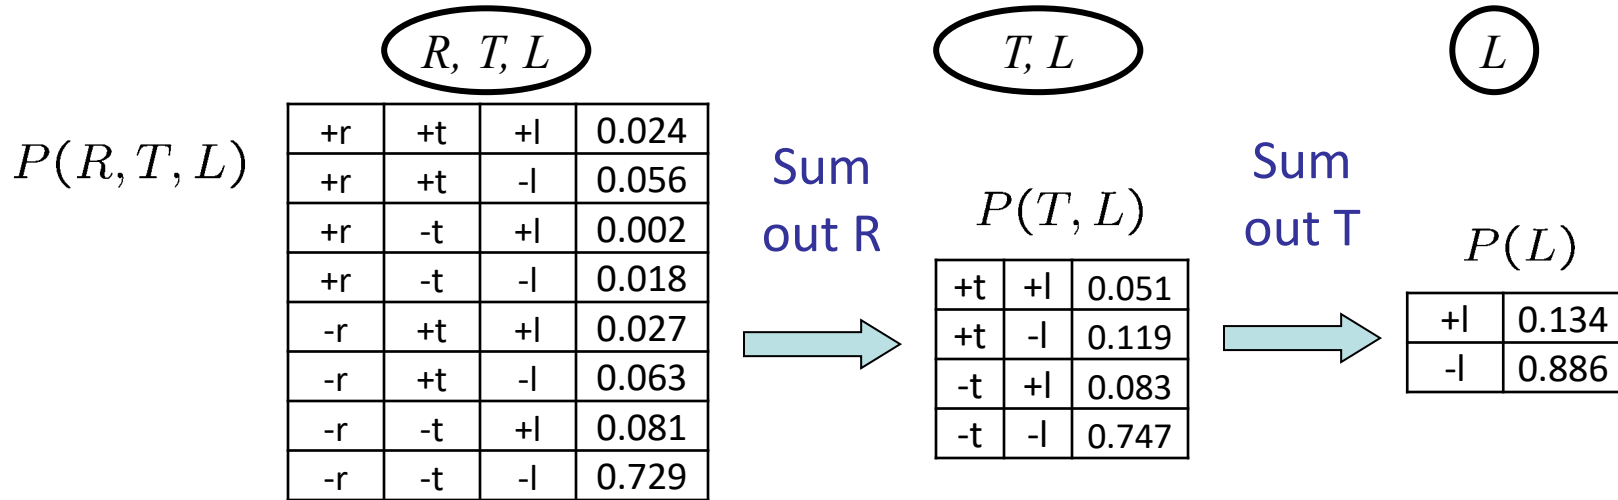 R, T, L
P(R, T, L)
+r +t +l 0.024
+r +t -l 0.056
+r -t +l 0.002
+r -t -l 0.018
-r +t +l 0.027
-r +t -l 0.063
-r -t +l 0.081
-r -t -l 0.729
Sum
out R
T, L
P(T, L)
+t +l 0.051
+t -l 0.119
-t +l 0.083
-t -l 0.747
Sum
out T
L
P(L)
+l 0.134
-l 0.886